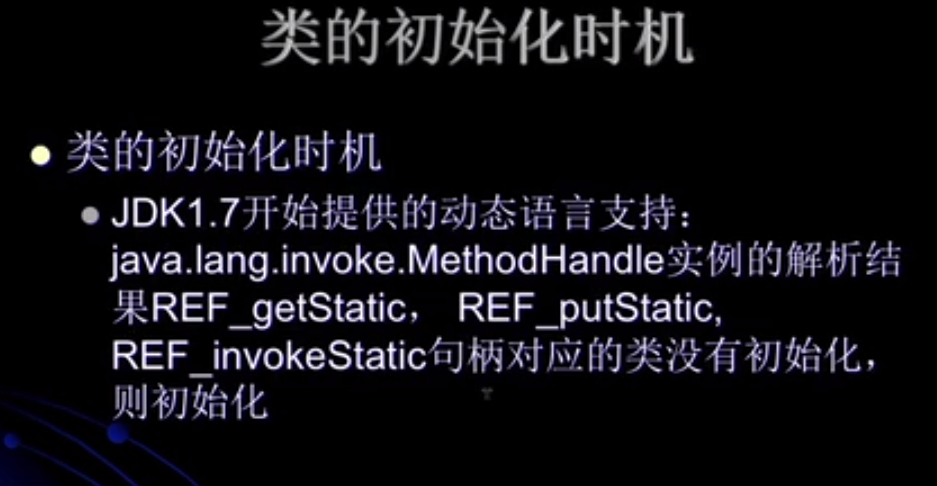 类的初始化时机
类的初始化时机
JDK1.7开始提供的动态语言支持：
java.lang.invoke.MethodHandle实例的解析结
果REF_getStatic， REF_putStatic,
REF_invokeStatic句柄对应的类没有初始化，
则初始化